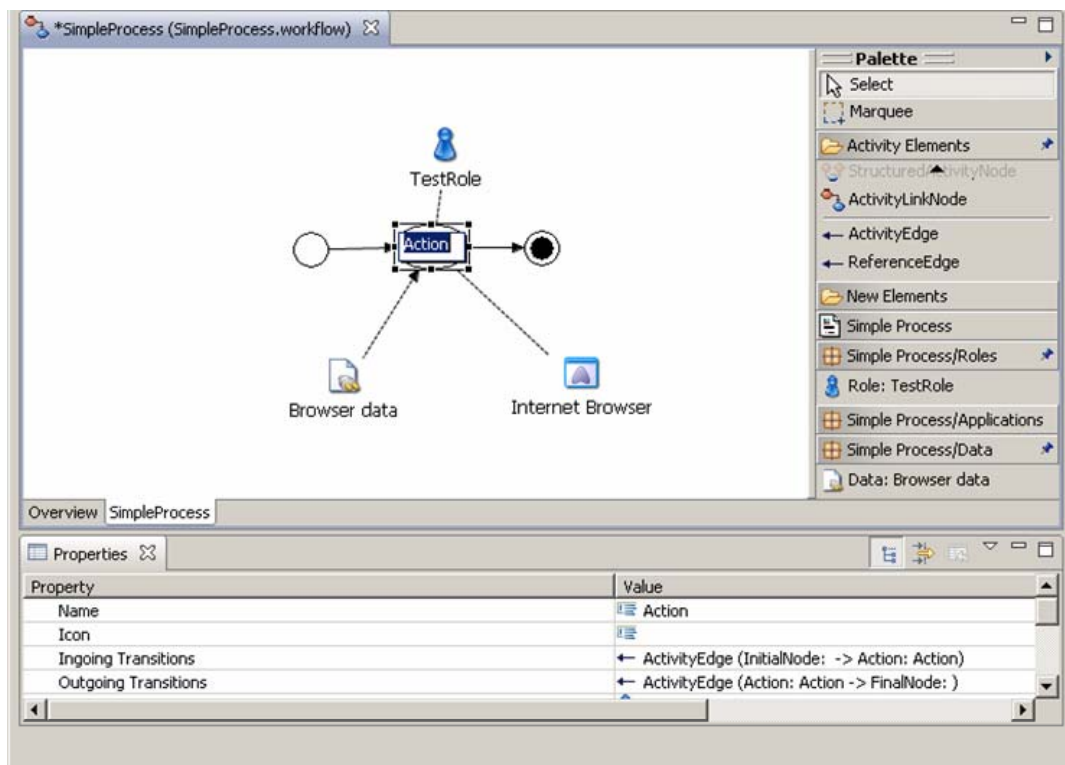 *SimpleProcess (SimpleProcess.workflow)
Palette
Select
Marquee
Activity Elements
StructuredActivityNode
ActivityLinkNode
ActivityEdge
ReferenceEdge
New Elements
Simple Process
Simple Process/Roles
Role: TestRole
Simple Process/Applications
Simple Process/Data
Data: Browser data
TestRole
Action
Browser data
Internet Browser
Overview SimpleProcess
Properties
Property Value
Name Action
Icon
Ingoing Transitions ActivityEdge (InitialNode: -> Action: Action)
Outgoing Transitions ActivityEdge (Action: Action -> FinalNode: )